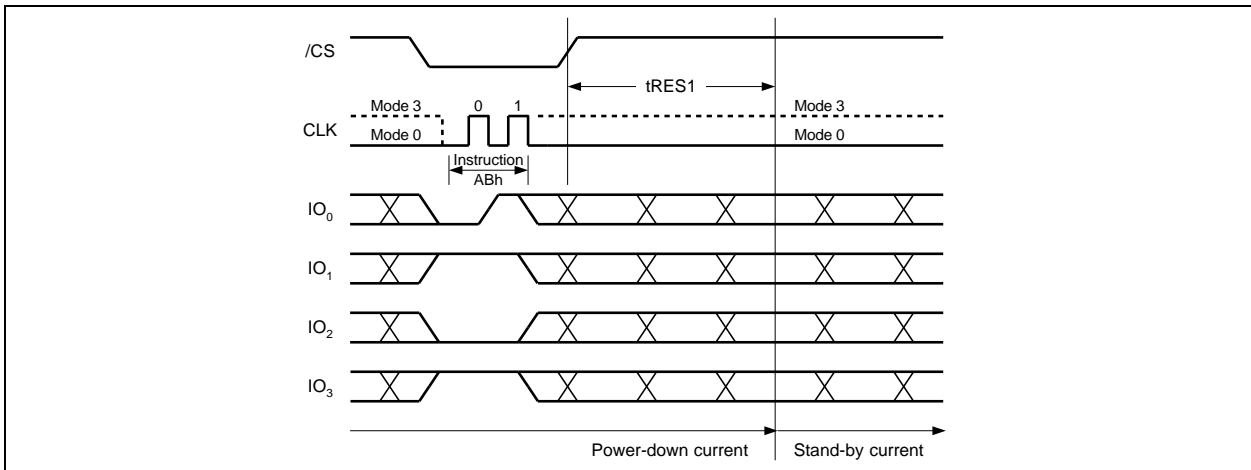 /CS
tRES1
Mode 3 0 1 Mode 3
CLK
Mode 0 Mode 0
Instruction
ABh
IO0
IO1
IO2
IO3
Power-down current Stand-by current